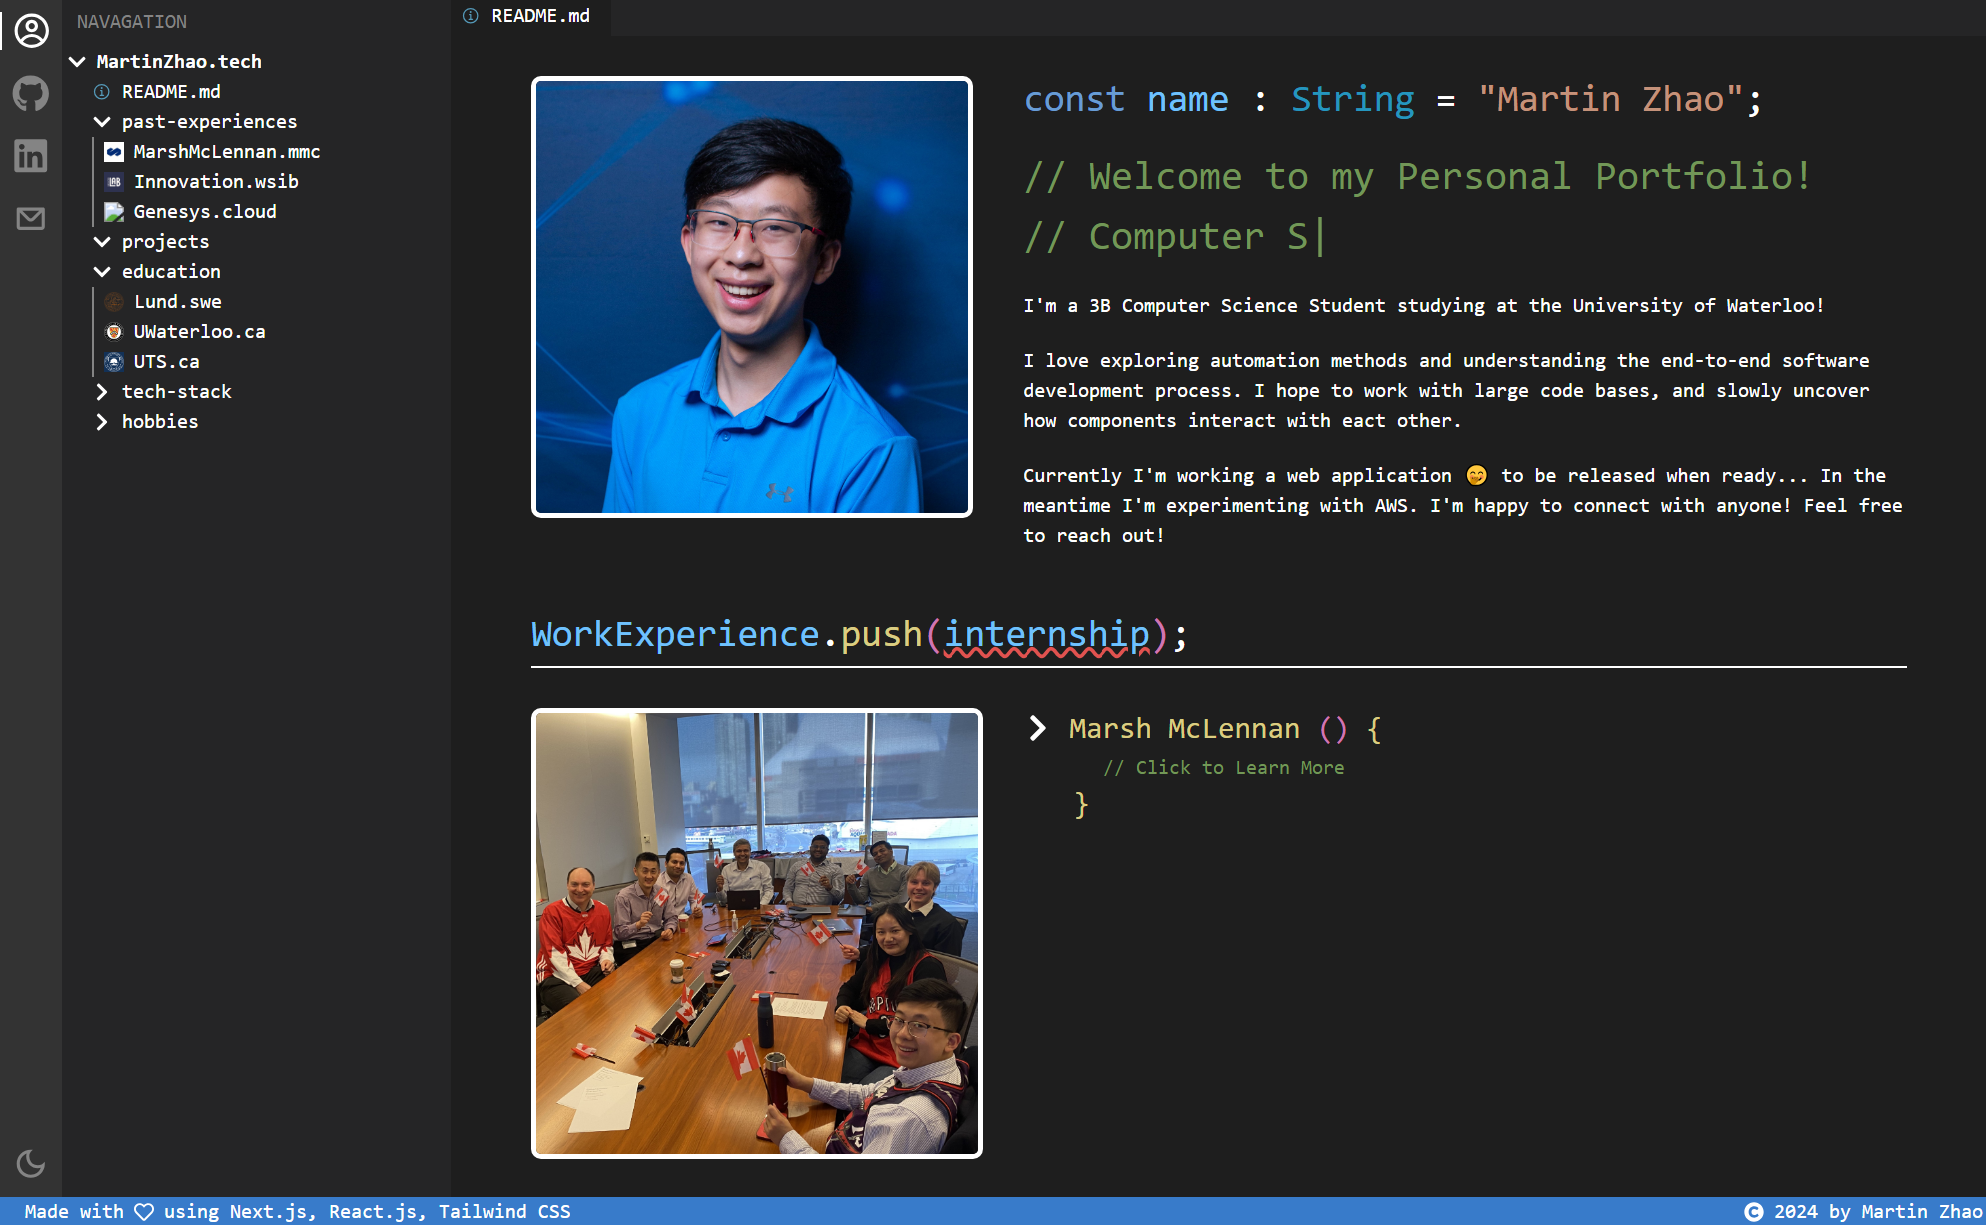 NAVAGATION
MartinZhao.tech
README.md
past-experiences
MarshMcLennan.mmc
Innovation.wsib
Genesys.cloud
projects
education
Lund.swe
UWaterloo.ca
UTS.ca
tech-stack
hobbies
README.md
const name : String = "Martin Zhao";
// Welcome to my Personal Portfolio!
// Computer S|
I'm a 3B Computer Science Student studying at the University of Waterloo!
I love exploring automation methods and understanding the end-to-end software
development process. I hope to work with large code bases, and slowly uncover
how components interact with eact other.
Currently I'm working a web application 🤭 to be released when ready... In the
meantime I'm experimenting with AWS. I'm happy to connect with anyone! Feel free
to reach out!
WorkExperience.push(internship);
Marsh McLennan () {
// Click to Learn More
}
Made with ♡ using Next.js, React.js, Tailwind CSS
© 2024 by Martin Zhao